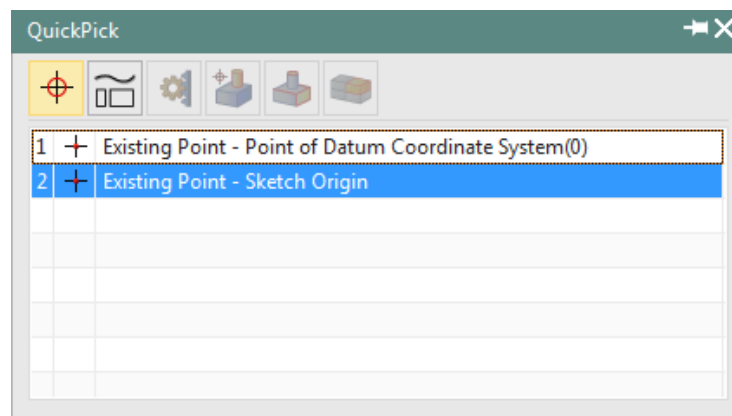 QuickPick
1 Existing Point - Point of Datum Coordinate System(0)
2 Existing Point - Sketch Origin